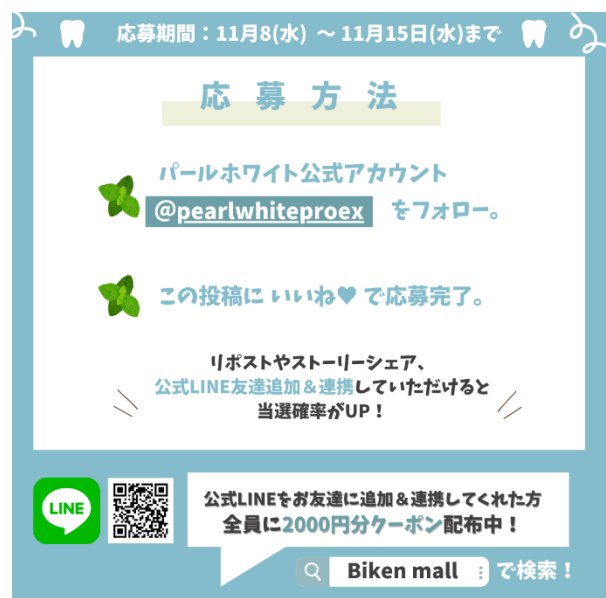 応募期間：11月8(水) ～11月15日(水)まで
応募方法
パールホワイト公式アカウント
@pearlwhiteproex をフォロー。
この投稿に いいね♥ で応募完了。
リポストやストーリーシェア、
公式LINE友達追加＆連携していただけると
当選確率がUP！
LINE
公式LINEをお友達に追加＆連携してくれた方
全員に2000円分クーポン配布中！
Biken mall で検索！